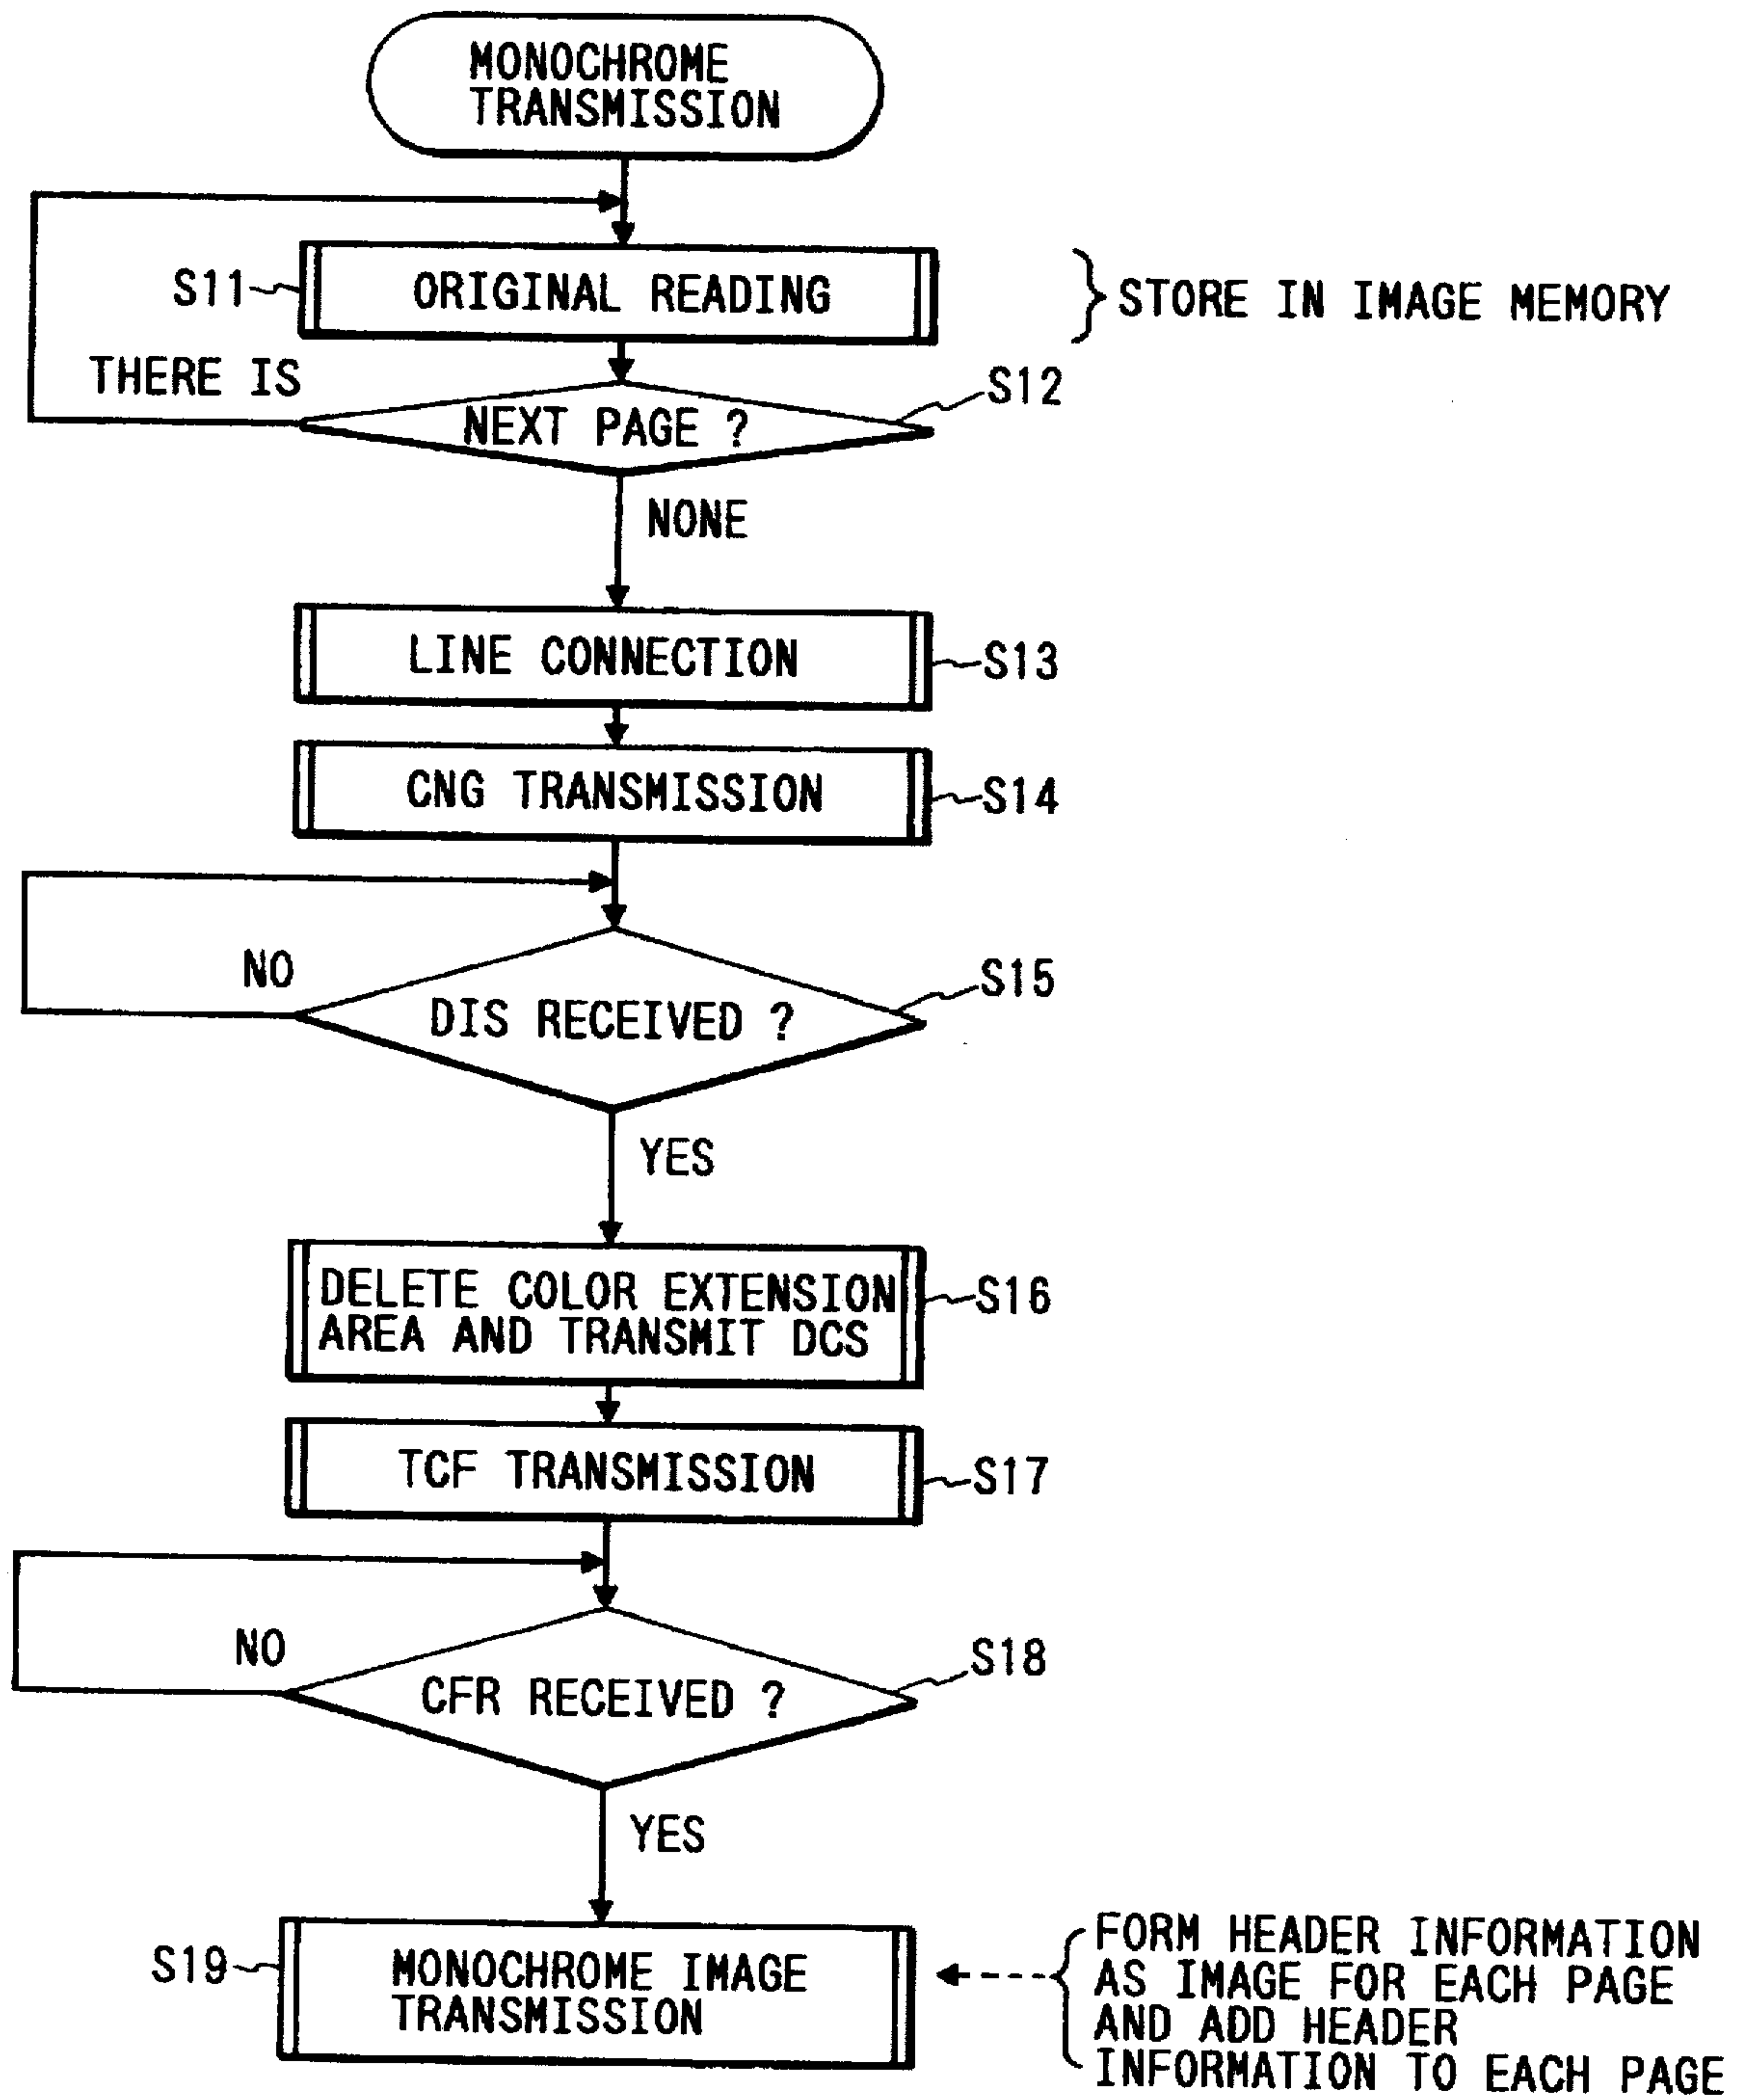 MONOCHROME
TRANSMISSION
S11
ORIGINAL READING
STORE IN IMAGE MEMORY
THERE IS
NEXT PAGE ?
S12
NONE
LINE CONNECTION
S13
CNG TRANSMISSION
S14
NO
DIS RECEIVED ?
S15
YES
DELETE COLOR EXTENSION
AREA AND TRANSMIT DCS
S16
TCF TRANSMISSION
S17
NO
CFR RECEIVED ?
S18
YES
S19
MONOCHROME IMAGE
TRANSMISSION
FORM HEADER INFORMATION
AS IMAGE FOR EACH PAGE
AND ADD HEADER
INFORMATION TO EACH PAGE